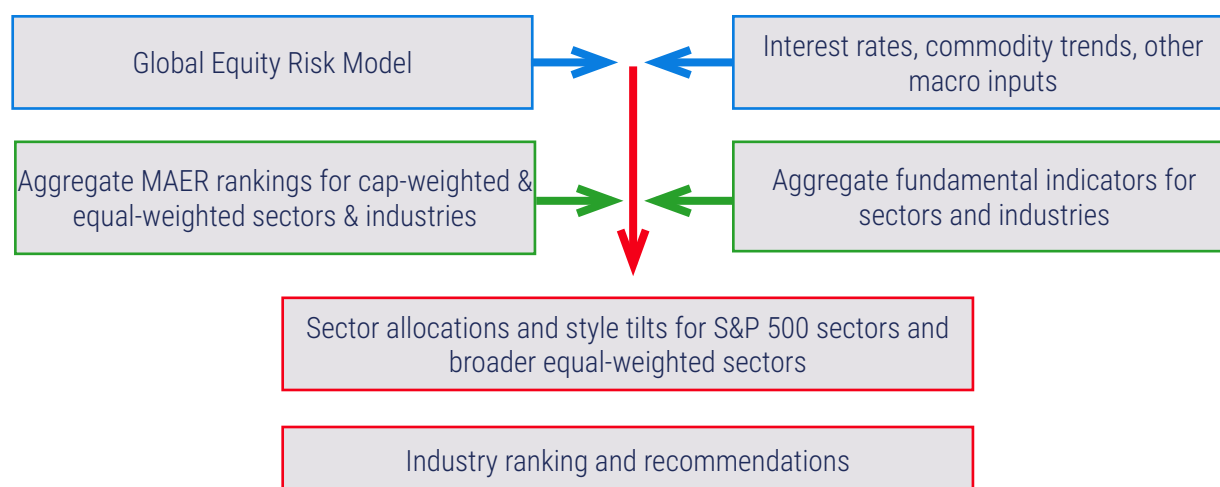 Global Equity Risk Model
Interest rates, commodity trends, other
macro inputs
Aggregate MAER rankings for cap-weighted &
equal-weighted sectors & industries
Aggregate fundamental indicators for
sectors and industries
Sector allocations and style tilts for S&P 500 sectors and
broader equal-weighted sectors
Industry ranking and recommendations